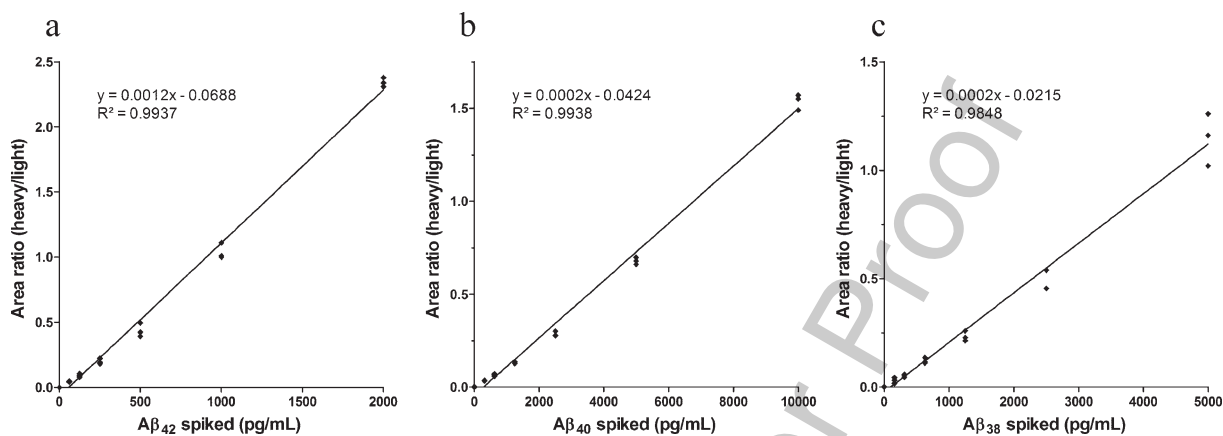 a
y = 0.0012x - 0.0688
R² = 0.9937
2.5
2.0
1.5
1.0
0.5
0.0
0
500
1000
1500
2000
Area ratio (heavy/light)
Aβ42 spiked (pg/mL)
b
y = 0.0002x - 0.0424
R² = 0.9938
1.5
1.0
0.5
0.0
0
2000
4000
6000
8000
10000
Area ratio (heavy/light)
Aβ40 spiked (pg/mL)
c
y = 0.0002x - 0.0215
R² = 0.9848
1.5
1.0
0.5
0.0
0
1000
2000
3000
4000
5000
Area ratio (heavy/light)
Aβ38 spiked (pg/mL)
Proof